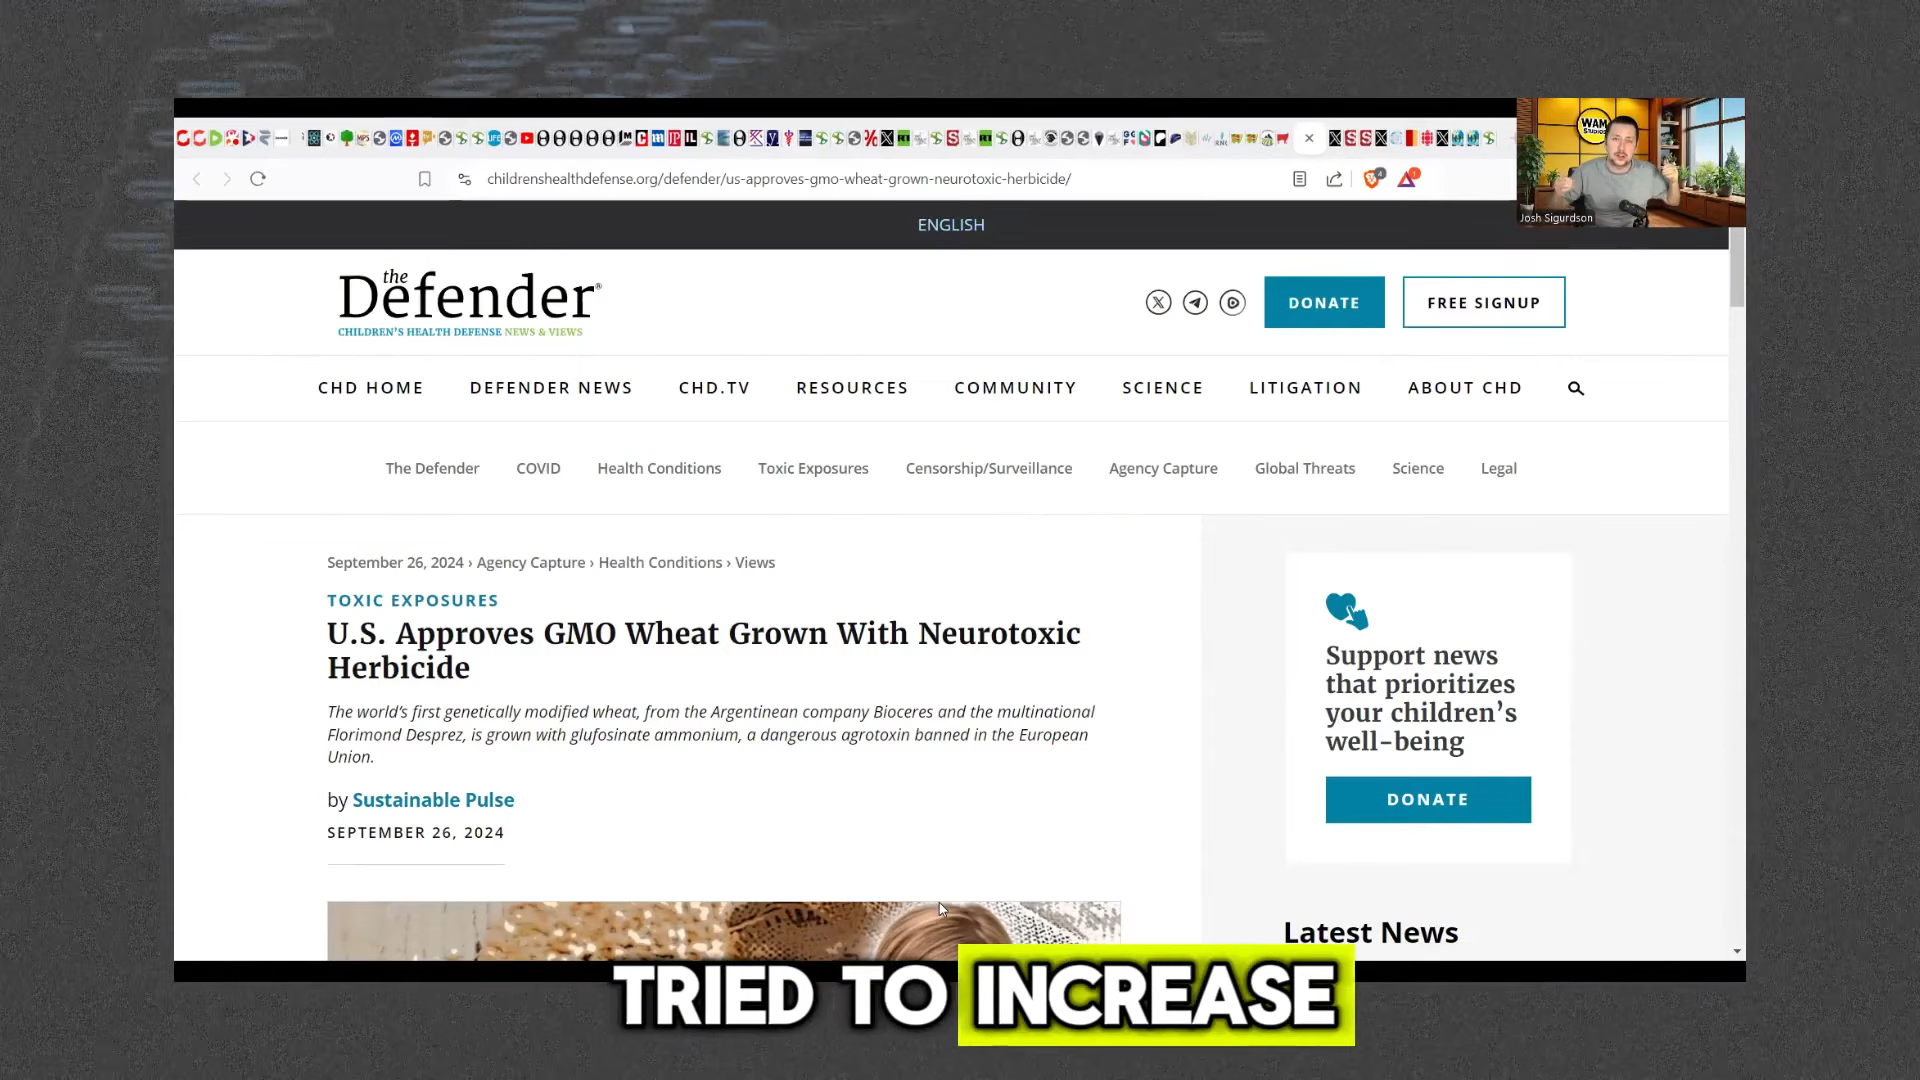 WAM
STUDIOS
Josh Sigurdson
childrenshealthdefense.org/defender/us-approves-gmo-wheat-grown-neurotoxic-herbicide/
ENGLISH
the
Defender®
CHILDREN'S HEALTH DEFENSE NEWS & VIEWS
DONATE
FREE SIGNUP
CHD HOME DEFENDER NEWS CHD.TV RESOURCES COMMUNITY SCIENCE LITIGATION ABOUT CHD
The Defender COVID Health Conditions Toxic Exposures Censorship/Surveillance Agency Capture Global Threats Science Legal
September 26, 2024 › Agency Capture › Health Conditions › Views
TOXIC EXPOSURES
U.S. Approves GMO Wheat Grown With Neurotoxic
Herbicide
The world's first genetically modified wheat, from the Argentinean company Bioceres and the multinational
Florimond Desprez, is grown with glufosinate ammonium, a dangerous agrotoxin banned in the European
Union.
by Sustainable Pulse
SEPTEMBER 26, 2024
Support news
that prioritizes
your children's
well-being
DONATE
Latest News
TRIED TO INCREASE